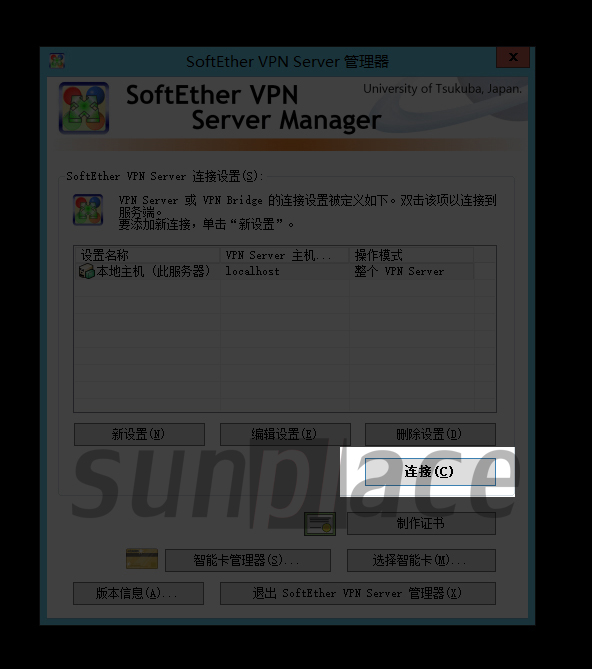 SoftEther VPN Server 管理器
University of Tsukuba, Japan.
SoftEther VPN
Server Manager
SoftEther VPN Server 连接设置(S):
VPN Server 或 VPN Bridge 的连接设置被定义如下。双击该项以连接到
服务端。
要添加新连接，单击“新设置”。
设置名称 VPN Server 主机... 操作模式
本地主机 (此服务器) localhost 整个 VPN Server
新设置(N) 编辑设置(E) 删除设置(D)
sunplace
连接(C)
制作证书
智能卡管理器(S)... 选择智能卡(M)...
版本信息(A)... 退出 SoftEther VPN Server 管理器(X)